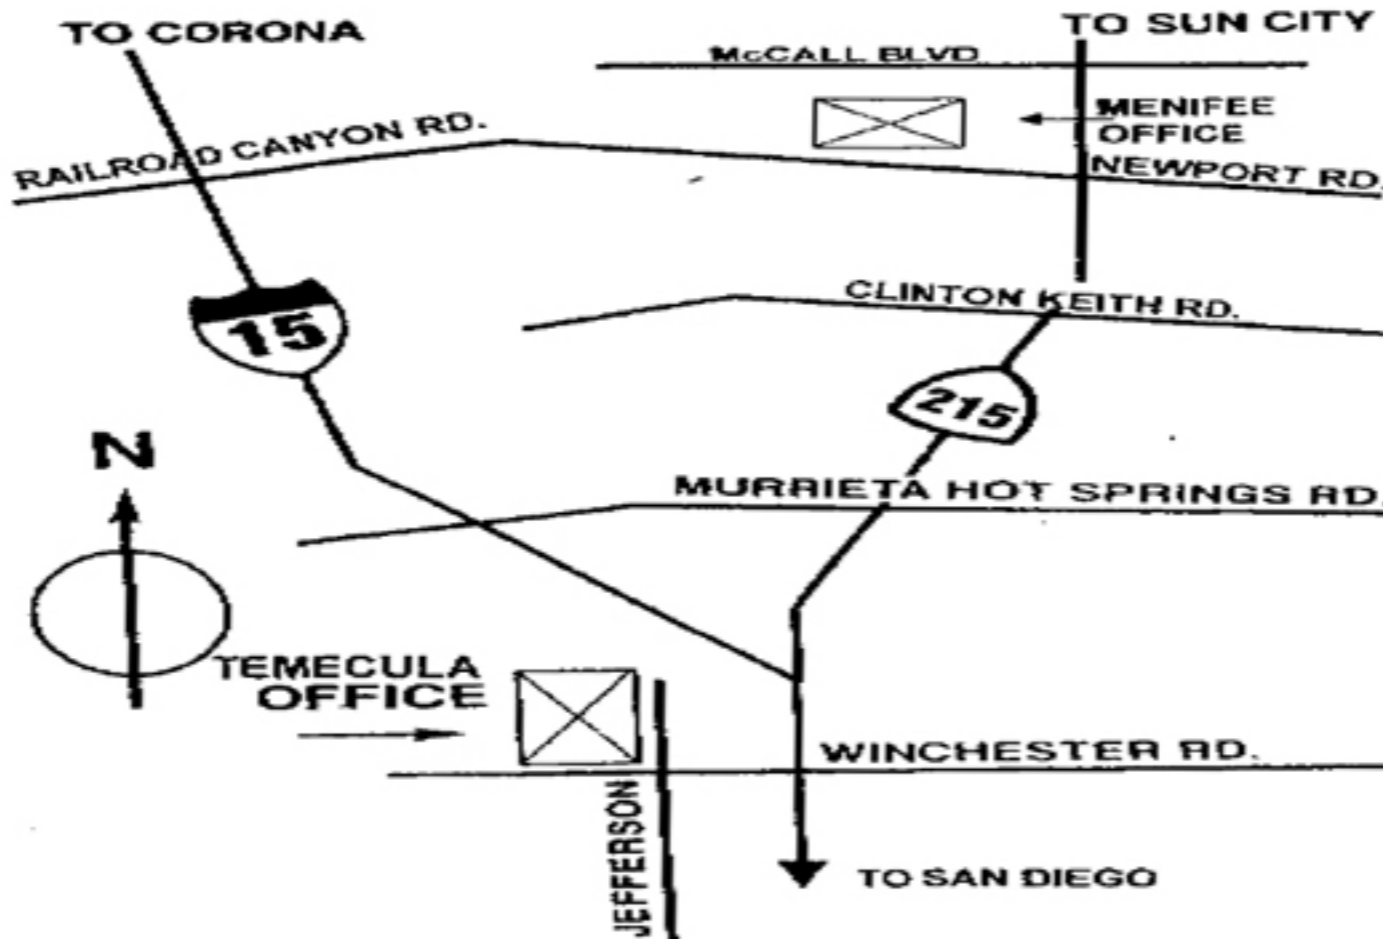 TO CORONA
TO SUN CITY
McCALL BLVD
MENIFEE
OFFICE
RAILROAD CANYON RD.
NEWPORT RD.
CLINTON KEITH RD.
15
215
N
MURRIETA HOT SPRINGS RD.
TEMECULA
OFFICE
WINCHESTER RD.
JEFFERSON
TO SAN DIEGO